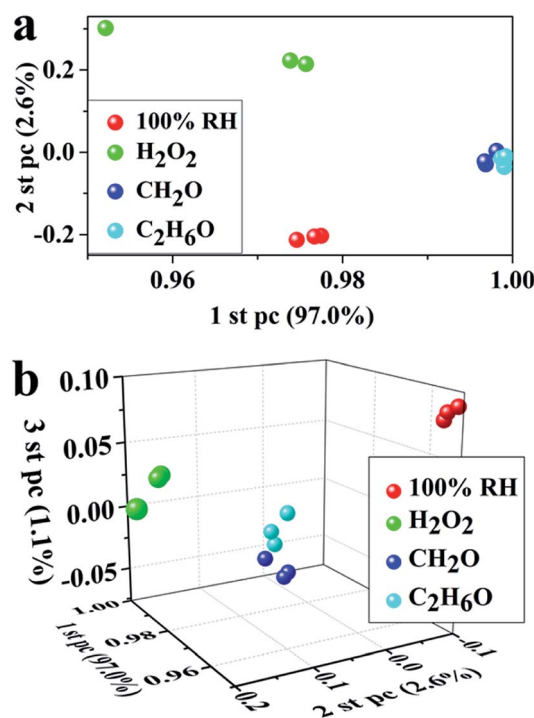 a
2 st pc (2.6%)
0.2
0.0
-0.2
100% RH
H2O2
CH2O
C2H6O
0.96
0.98
1.00
1 st pc (97.0%)
b
3 st pc (1.1%)
0.10
0.05
0.00
-0.05
100% RH
H2O2
CH2O
C2H6O
1.00
0.98
0.96
1 st pc (97.0%)
0.2
0.1
0.0
-0.1
2 st pc (2.6%)